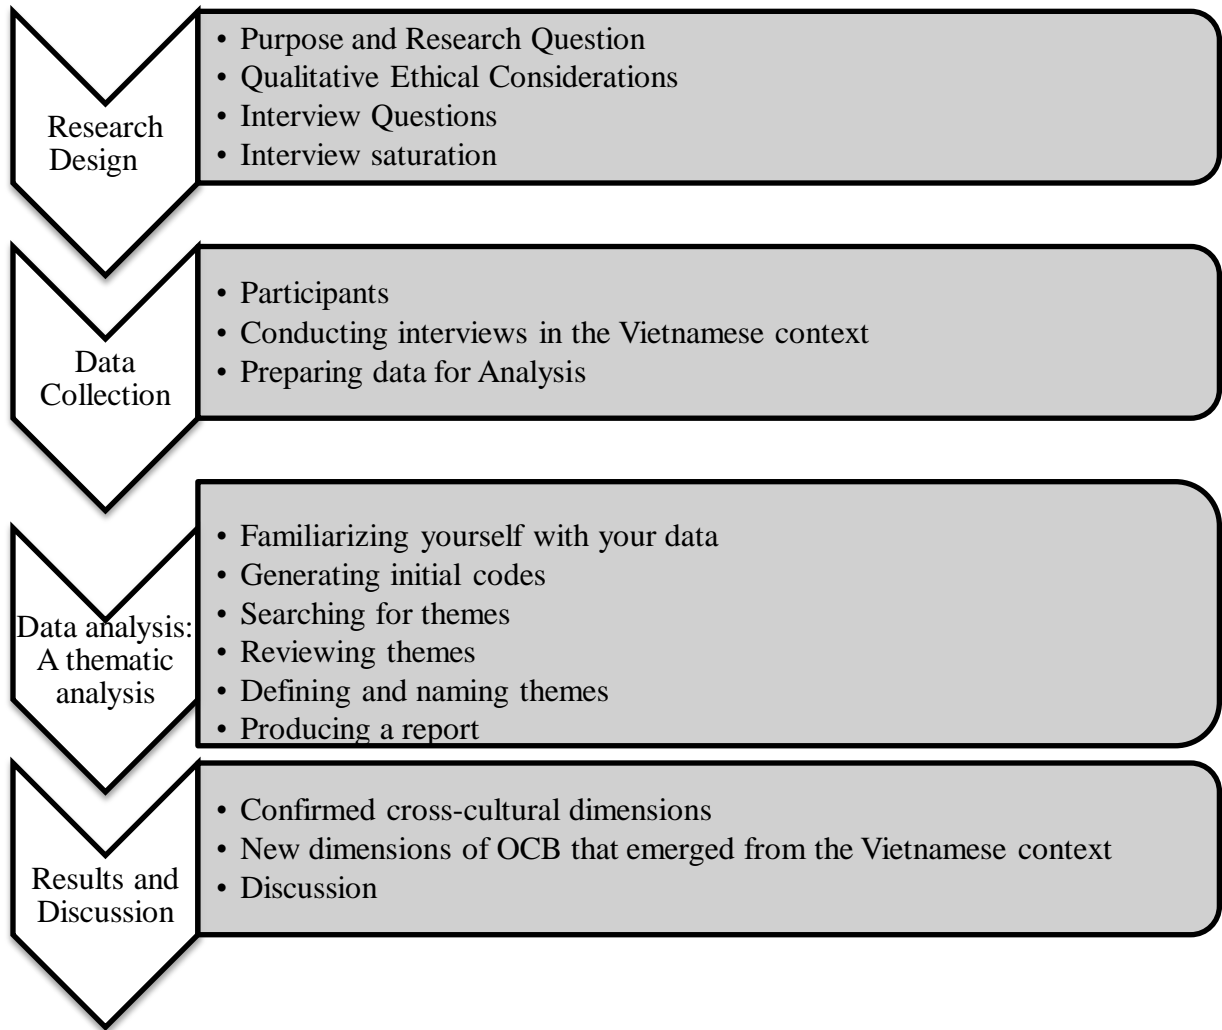 Research
Design
• Purpose and Research Question
• Qualitative Ethical Considerations
• Interview Questions
• Interview saturation
Data
Collection
• Participants
• Conducting interviews in the Vietnamese context
• Preparing data for Analysis
Data analysis:
A thematic
analysis
• Familiarizing yourself with your data
• Generating initial codes
• Searching for themes
• Reviewing themes
• Defining and naming themes
• Producing a report
Results and
Discussion
• Confirmed cross-cultural dimensions
• New dimensions of OCB that emerged from the Vietnamese context
• Discussion